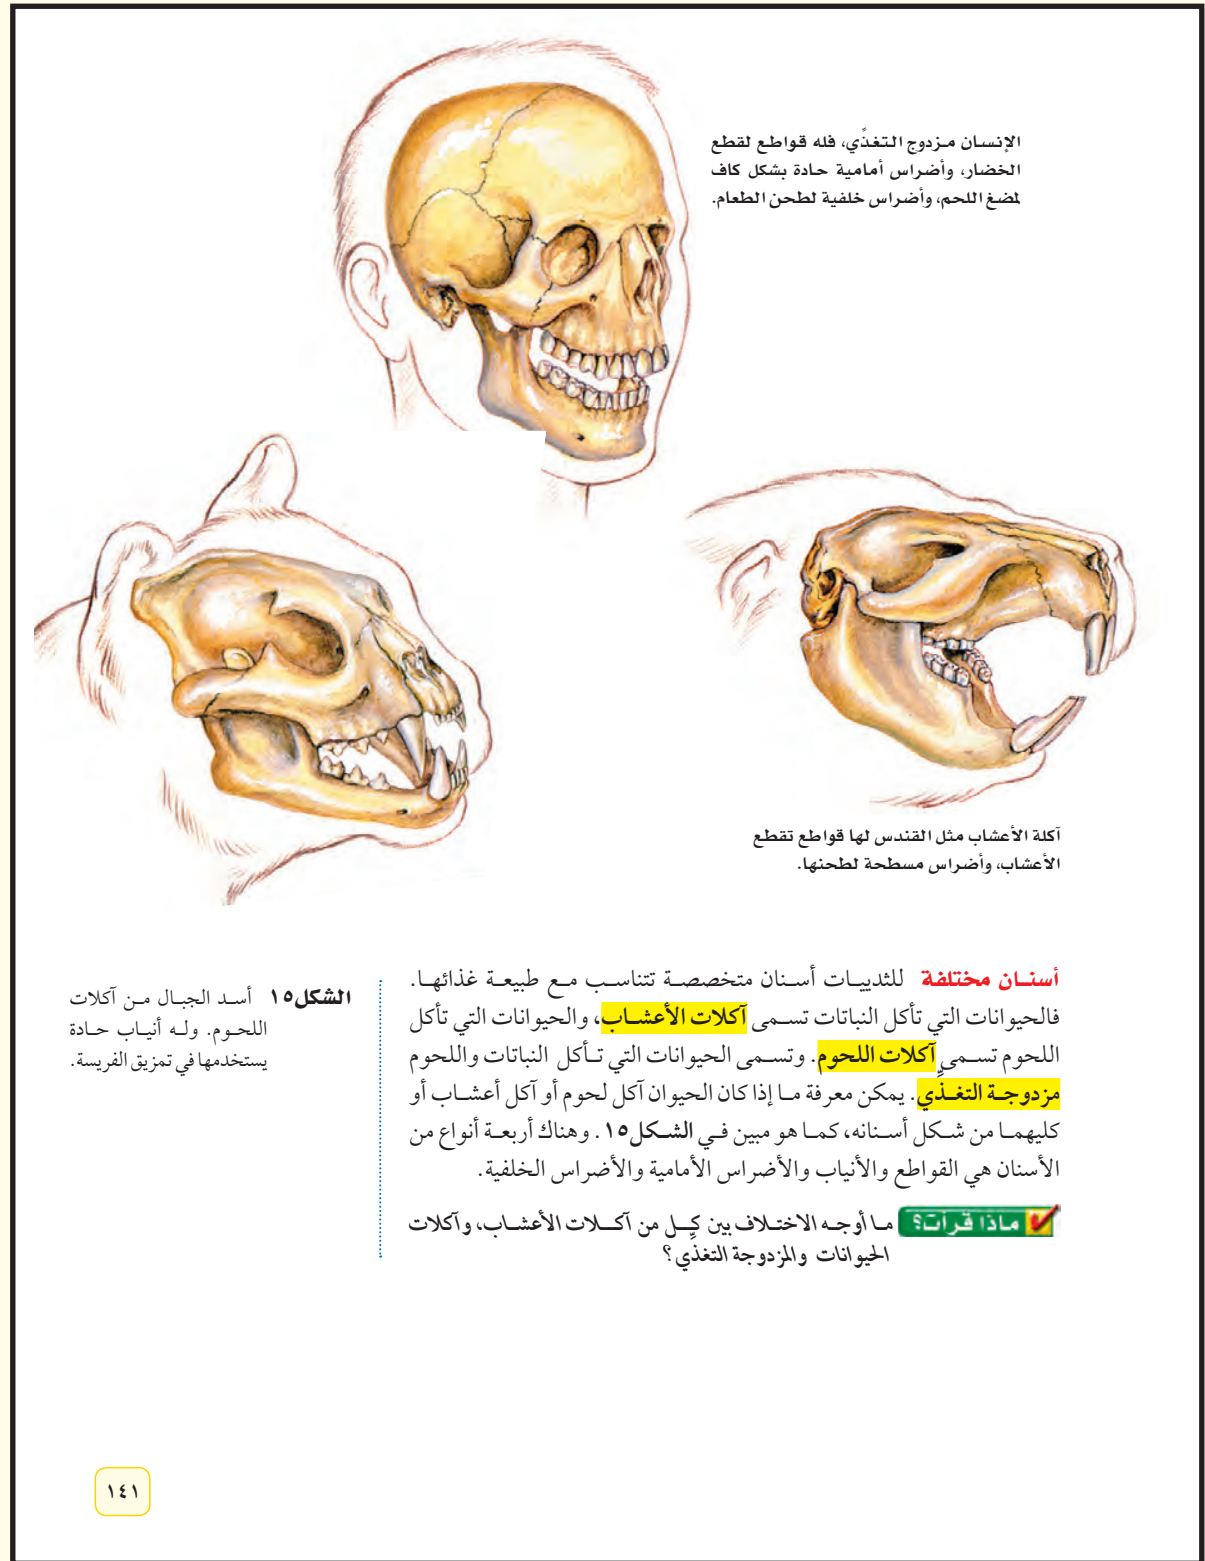 الإنسان مزدوج التغذِّي، فله قواطع لقطع
الخضار، وأضراس أمامية حادة بشكل كاف
لمضغ اللحم، وأضراس خلفية لطحن الطعام.
آكلة الأعشاب مثل القندس لها قواطع تقطع
الأعشاب، وأضراس مسطحة لطحنها.
أسنان مختلفة للثدييات أسنان متخصصة تتناسب مع طبيعة غذائها.
فالحيوانات التي تأكل النباتات تسمى آكلات الأعشاب، والحيوانات التي تأكل
اللحوم تسمى آكلات اللحوم. وتسمى الحيوانات التي تأكل النباتات واللحوم
مزدوجة التغذِّي. يمكن معرفة ما إذا كان الحيوان آكل لحوم أو آكل أعشاب أو
كليهما من شكل أسنانه، كما هو مبين في الشكل ١٥. وهناك أربعة أنواع من
الأسنان هي القواطع والأنياب والأضراس الأمامية والأضراس الخلفية.
ماذا قرأت؟ ما أوجه الاختلاف بين كل من آكلات الأعشاب، وآكلات
الحيوانات والمزدوجة التغذِّي؟
الشكل ١٥ أسد الجبال من آكلات
اللحوم. وله أنياب حادة
يستخدمها في تمزيق الفريسة.
١٤١